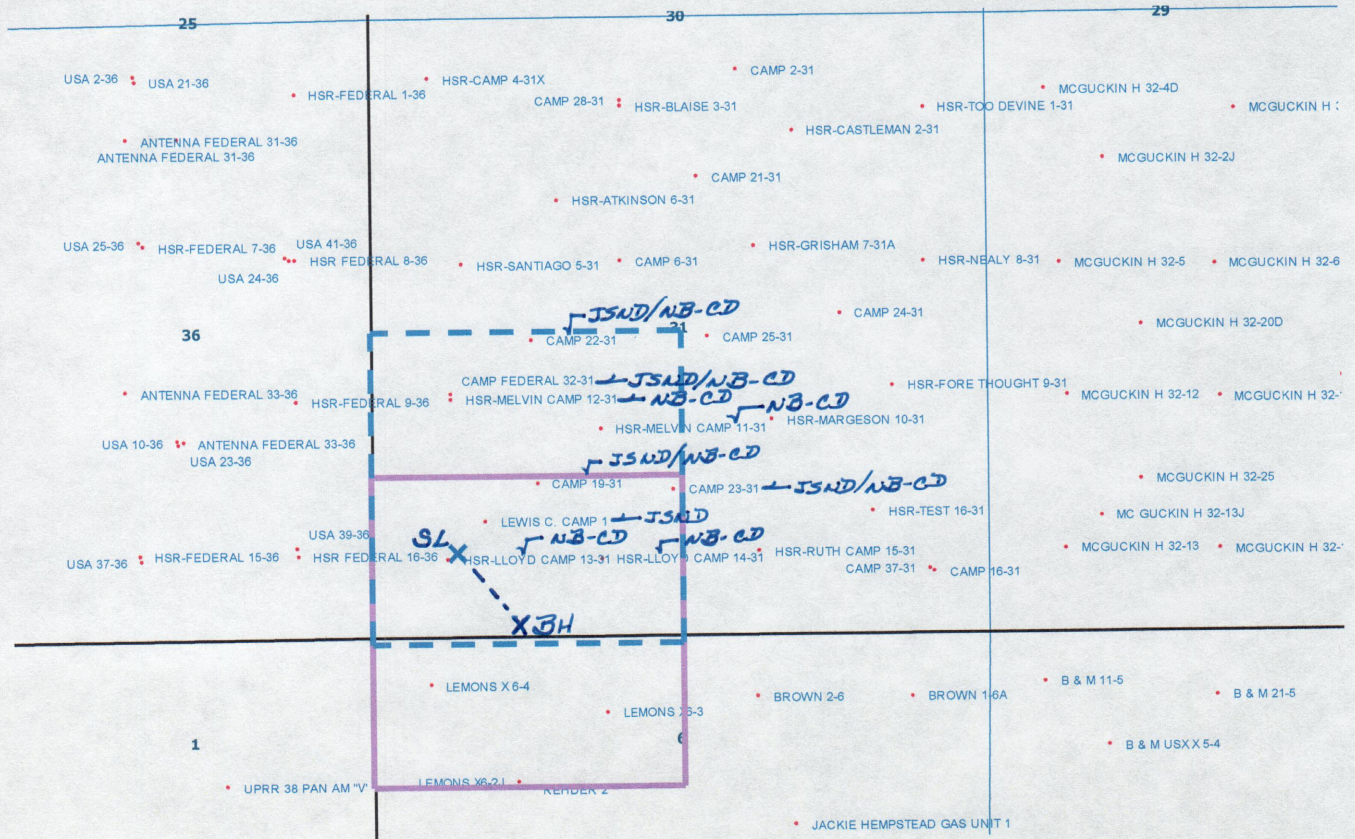 25
30
29
USA 2-36
USA 21-36
HSR-FEDERAL 1-36
HSR-CAMP 4-31X
CAMP 2-31
CAMP 28-31
HSR-BLAISE 3-31
HSR-TOO DEVINE 1-31
MCGUCKIN H 32-4D
MCGUCKIN H
HSR-CASTLEMAN 2-31
ANTENNA FEDERAL 31-36
ANTENNA FEDERAL 31-36
MCGUCKIN H 32-2J
CAMP 21-31
HSR-ATKINSON 6-31
USA 25-36
HSR-FEDERAL 7-36
USA 41-36
HSR FEDERAL 8-36
USA 24-36
HSR-SANTIAGO 5-31
CAMP 6-31
HSR-GRISHAM 7-31A
HSR-NEALY 8-31
MCGUCKIN H 32-5
MCGUCKIN H 32-6
JSND/NB-CD
36
31
CAMP 22-31
CAMP 25-31
CAMP 24-31
MCGUCKIN H 32-20D
CAMP FEDERAL 32-31 JSND/NB-CD
HSR-MELVIN CAMP 12-31 NB-CD
NB-CD
ANTENNA FEDERAL 33-36
HSR-FEDERAL 9-36
HSR-FORE THOUGHT 9-31
MCGUCKIN H 32-12
MCGUCKIN H 32-
HSR-MELVIN CAMP 11-31
HSR-MARGESON 10-31
USA 10-36
ANTENNA FEDERAL 33-36
USA 23-36
JSND/NB-CD
CAMP 19-31
CAMP 23-31 JSND/NB-CD
MCGUCKIN H 32-25
LEWIS C. CAMP 1 JSND
HSR-TEST 16-31
MC GUCKIN H 32-13J
USA 39-36
SL
NB-CD
NB-CD
USA 37-36
HSR-FEDERAL 15-36
HSR FEDERAL 16-36
HSR-LLOYD CAMP 13-31
HSR-LLOYD CAMP 14-31
HSR-RUTH CAMP 15-31
MCGUCKIN H 32-13
MCGUCKIN H 32-
CAMP 37-31
CAMP 16-31
BH
LEMONS X 6-4
BROWN 2-6
BROWN 1-6A
B & M 11-5
B & M 21-5
LEMONS X6-3
1
6
B & M USX X 5-4
UPRR 38 PAN AM "V"
LEMONS X6-2J
REHDER 2
JACKIE HEMPSTEAD GAS UNIT 1